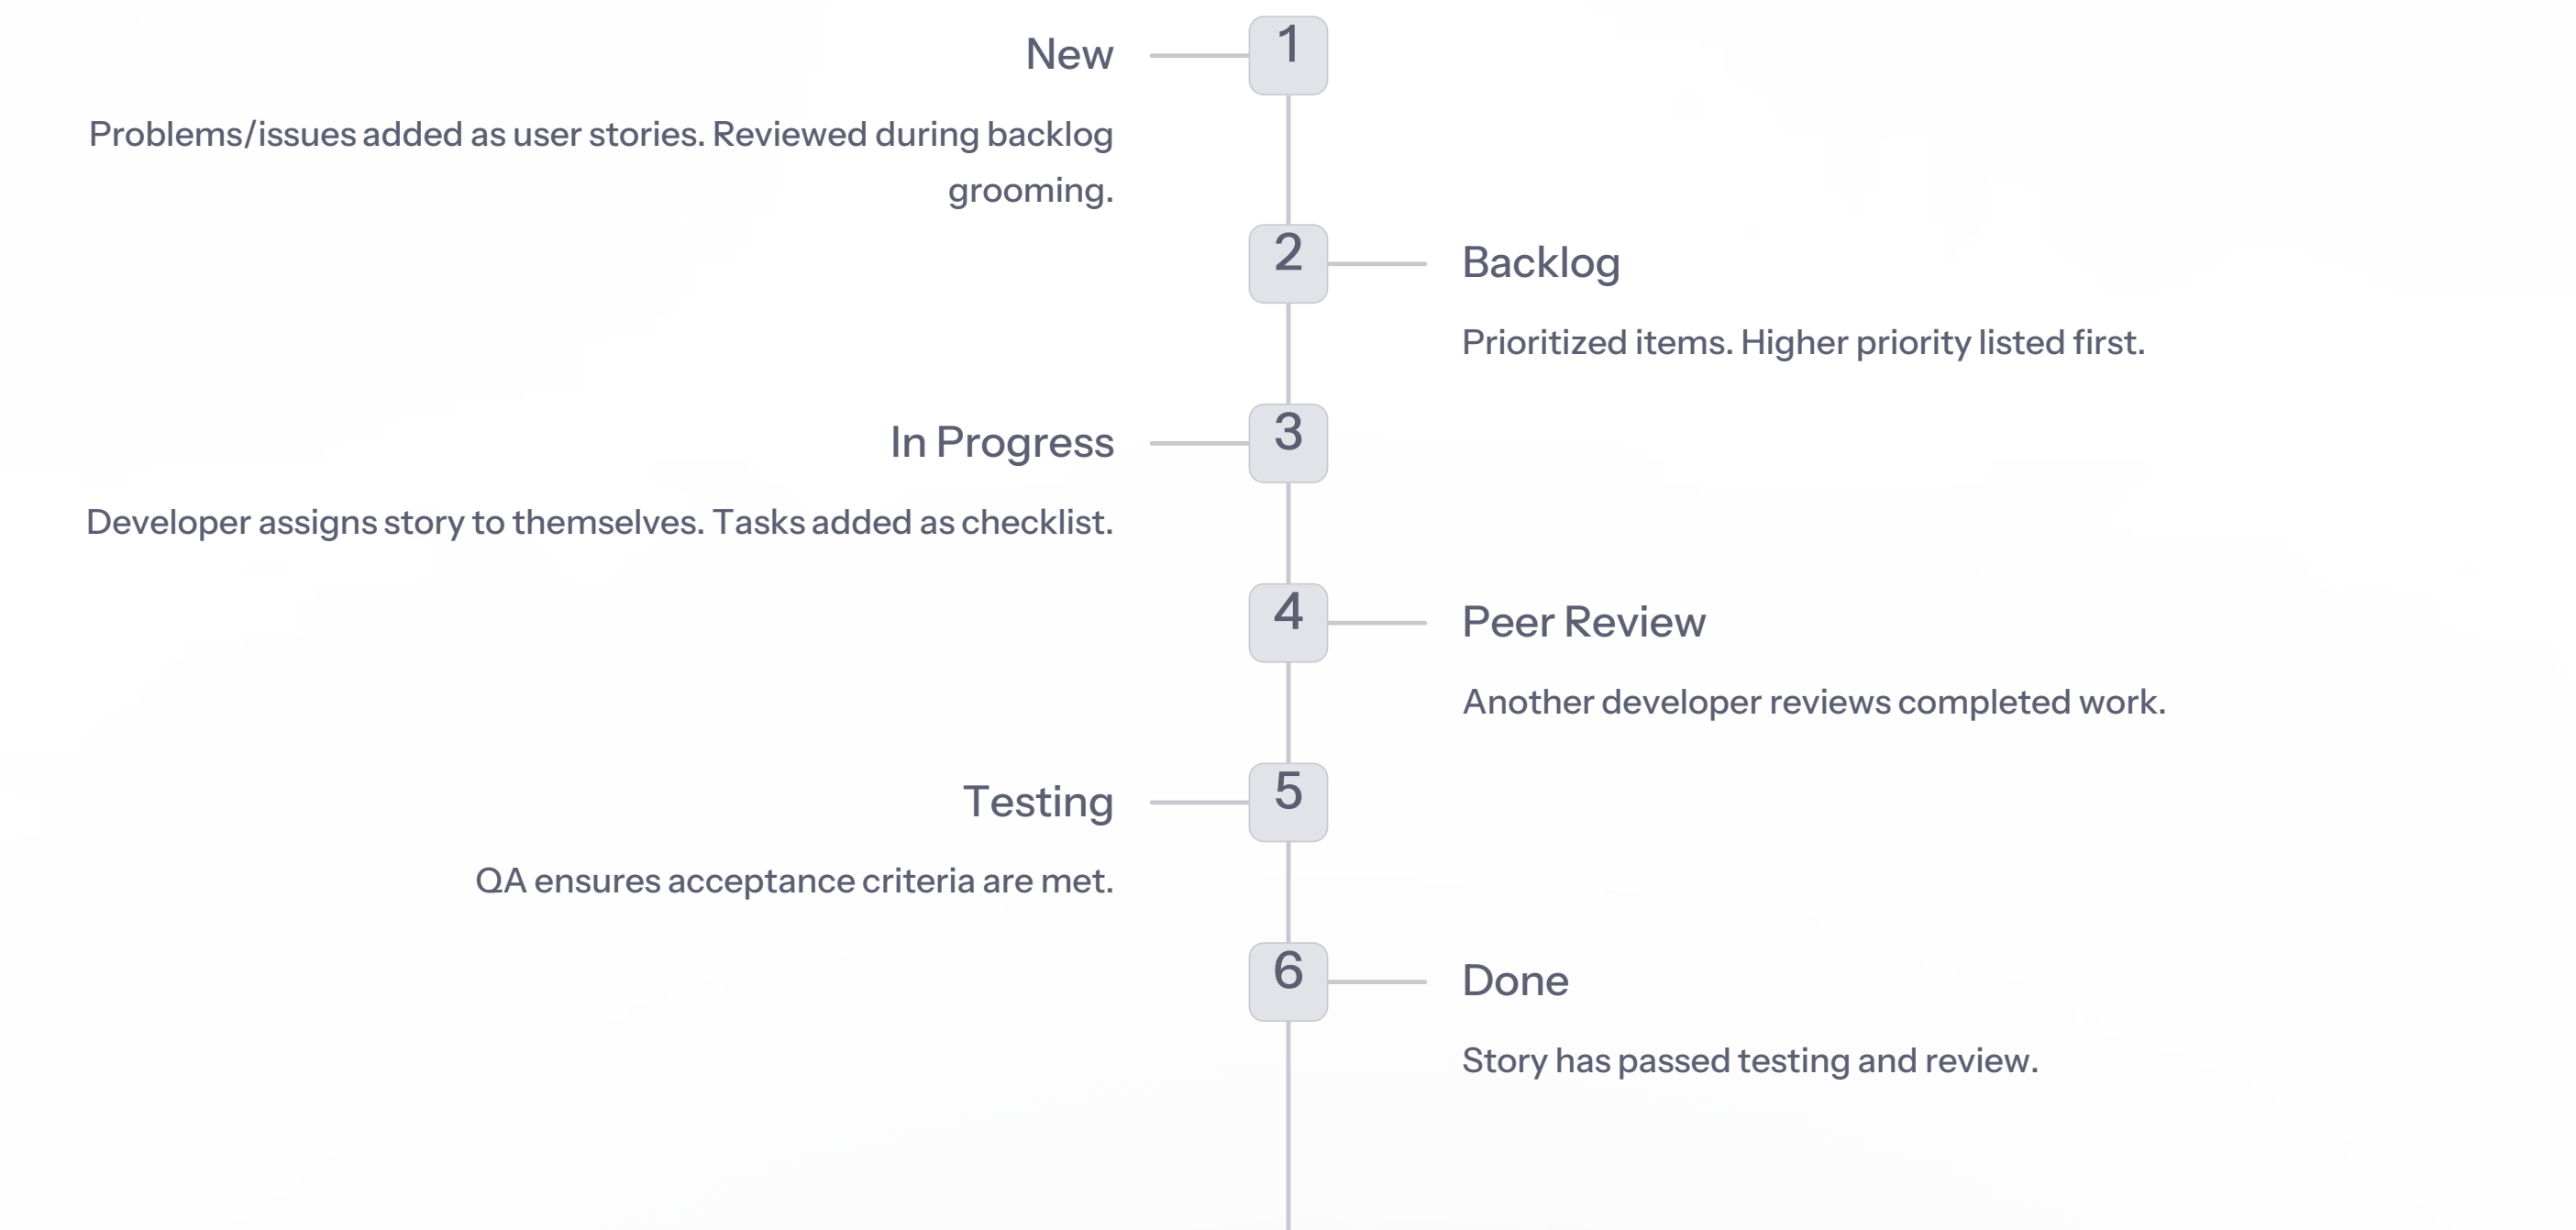 1
New
Problems/issues added as user stories. Reviewed during backlog
grooming.
2
Backlog
Prioritized items. Higher priority listed first.
3
In Progress
Developer assigns story to themselves. Tasks added as checklist.
4
Peer Review
Another developer reviews completed work.
5
Testing
QA ensures acceptance criteria are met.
6
Done
Story has passed testing and review.